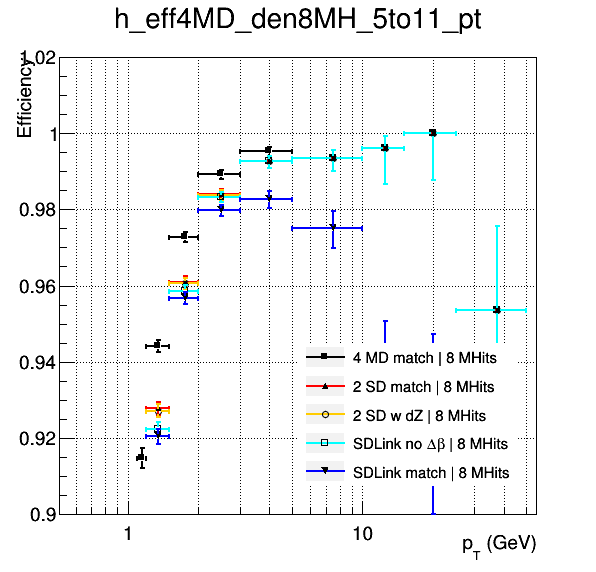 h_eff4MD_den8MH_5to11_pt
Efficiency
1.02
1
0.98
0.96
0.94
0.92
0.9
4 MD match | 8 MHits
2 SD match | 8 MHits
2 SD w dZ | 8 MHits
SDLink no Δβ | 8 MHits
SDLink match | 8 MHits
1
10
p_T (GeV)